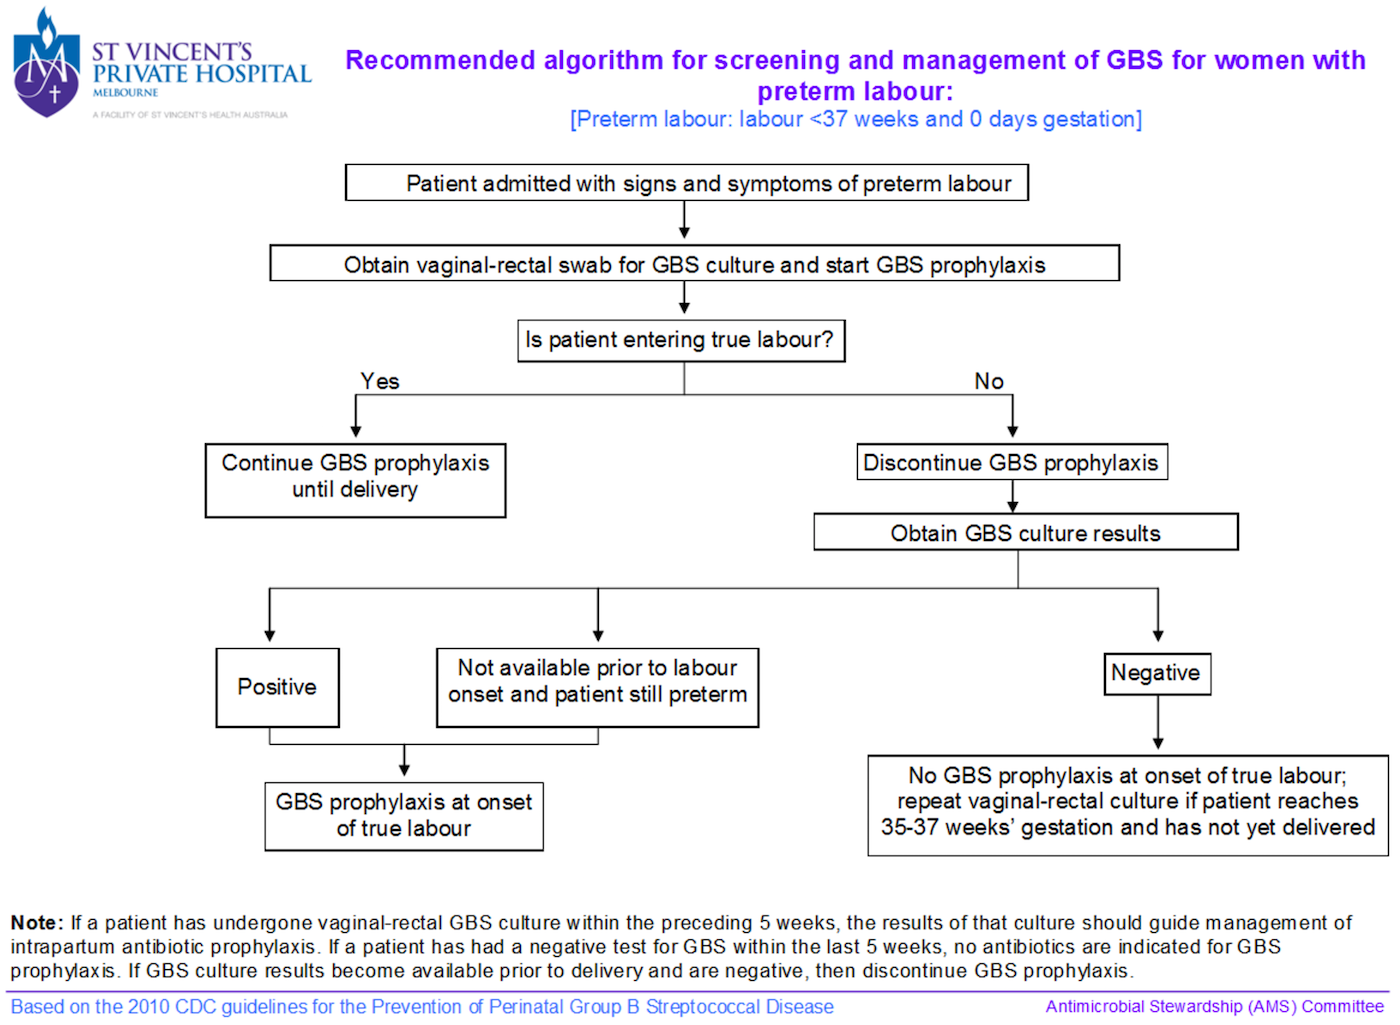 ST VINCENT'S
PRIVATE HOSPITAL
MELBOURNE
A FACILITY OF ST VINCENT'S HEALTH AUSTRALIA
Recommended algorithm for screening and management of GBS for women with
preterm labour:
[Preterm labour: labour <37 weeks and 0 days gestation]
Patient admitted with signs and symptoms of preterm labour
Obtain vaginal-rectal swab for GBS culture and start GBS prophylaxis
Is patient entering true labour?
Yes
No
Continue GBS prophylaxis
until delivery
Discontinue GBS prophylaxis
Obtain GBS culture results
Positive
Not available prior to labour
onset and patient still preterm
Negative
GBS prophylaxis at onset
of true labour
No GBS prophylaxis at onset of true labour;
repeat vaginal-rectal culture if patient reaches
35-37 weeks' gestation and has not yet delivered
Note: If a patient has undergone vaginal-rectal GBS culture within the preceding 5 weeks, the results of that culture should guide management of
intrapartum antibiotic prophylaxis. If a patient has had a negative test for GBS within the last 5 weeks, no antibiotics are indicated for GBS
prophylaxis. If GBS culture results become available prior to delivery and are negative, then discontinue GBS prophylaxis.
Based on the 2010 CDC guidelines for the Prevention of Perinatal Group B Streptococcal Disease
Antimicrobial Stewardship (AMS) Committee